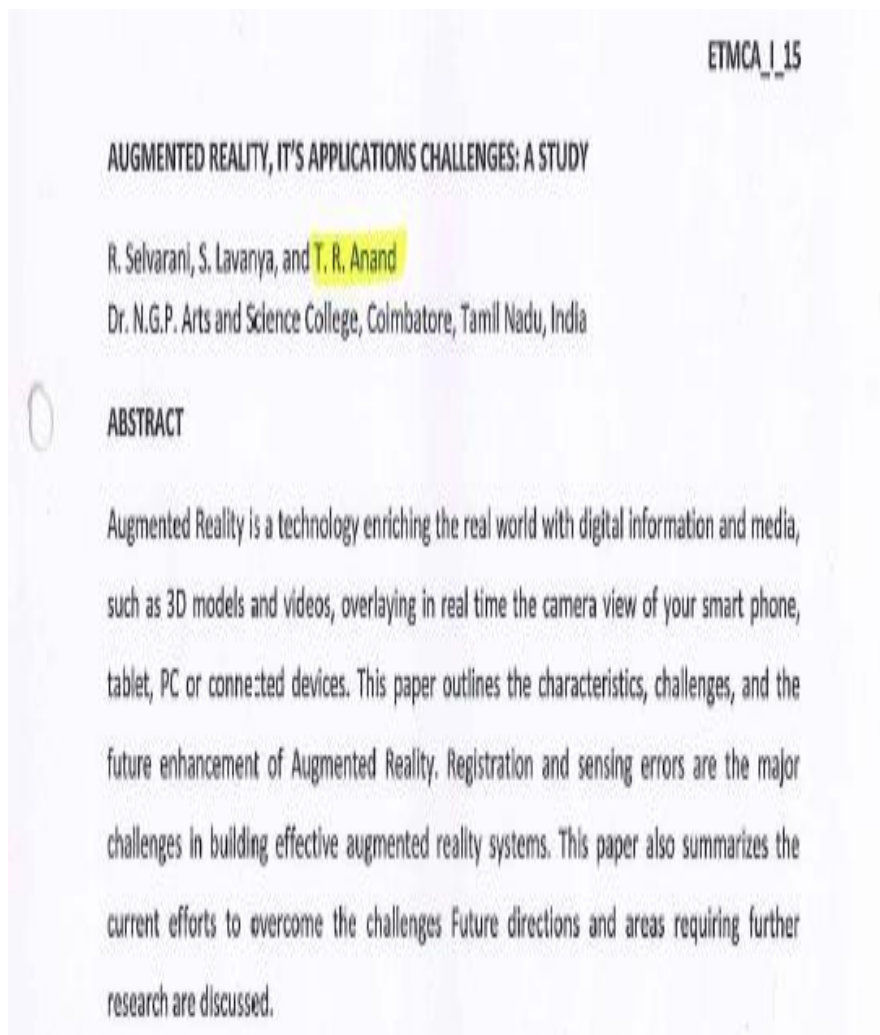 ETMCA_I_15
AUGMENTED REALITY, IT'S APPLICATIONS CHALLENGES: A STUDY
R. Selvarani, S. Lavanya, and T. R. Anand
Dr. N.G.P. Arts and Science College, Coimbatore, Tamil Nadu, India
ABSTRACT
Augmented Reality is a technology enriching the real world with digital information and media,
such as 3D models and videos, overlaying in real time the camera view of your smart phone,
tablet, PC or connected devices. This paper outlines the characteristics, challenges, and the
future enhancement of Augmented Reality. Registration and sensing errors are the major
challenges in building effective augmented reality systems. This paper also summarizes the
current efforts to overcome the challenges Future directions and areas requiring further
research are discussed.